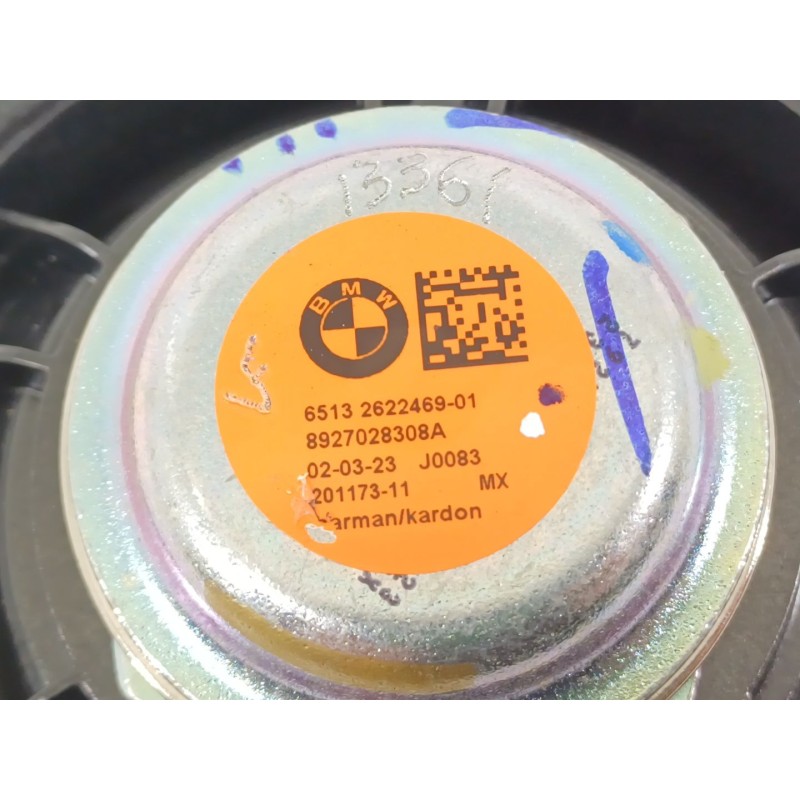 13361
BMW
6513 2622469-01
8927028308A
02-03-23 J0083
201173-11 MX
arman/kardon